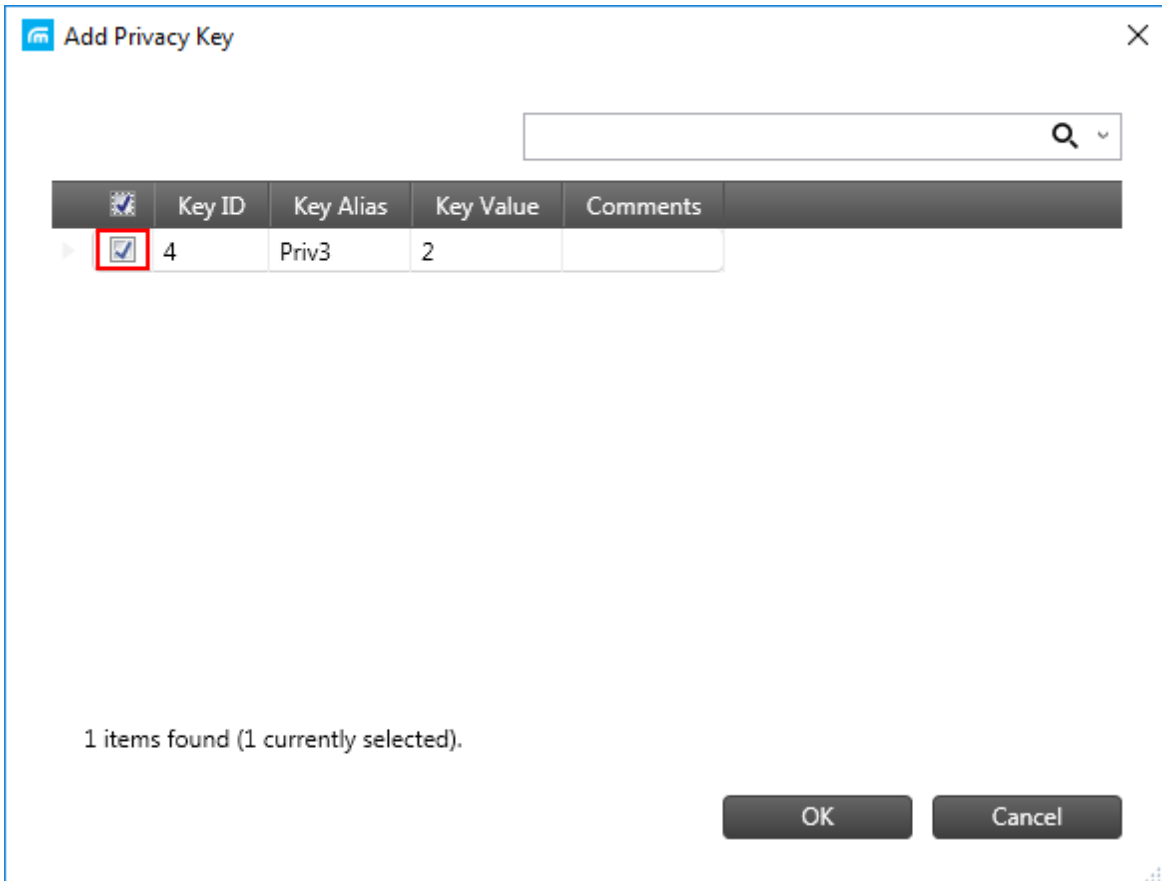 Add Privacy Key
Key ID Key Alias Key Value Comments
4 Priv3 2
1 items found (1 currently selected).
OK Cancel